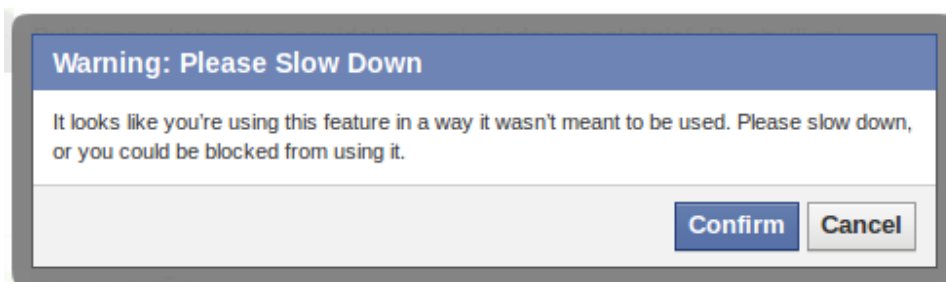 Warning: Please Slow Down
It looks like you're using this feature in a way it wasn't meant to be used. Please slow down,
or you could be blocked from using it.
Confirm Cancel